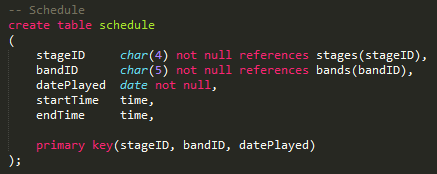 -- Schedule
create table schedule
(
    stageID     char(4) not null references stages(stageID),
    bandID      char(5) not null references bands(bandID),
    datePlayed  date not null,
    startTime   time,
    endTime     time,

    primary key(stageID, bandID, datePlayed)
);